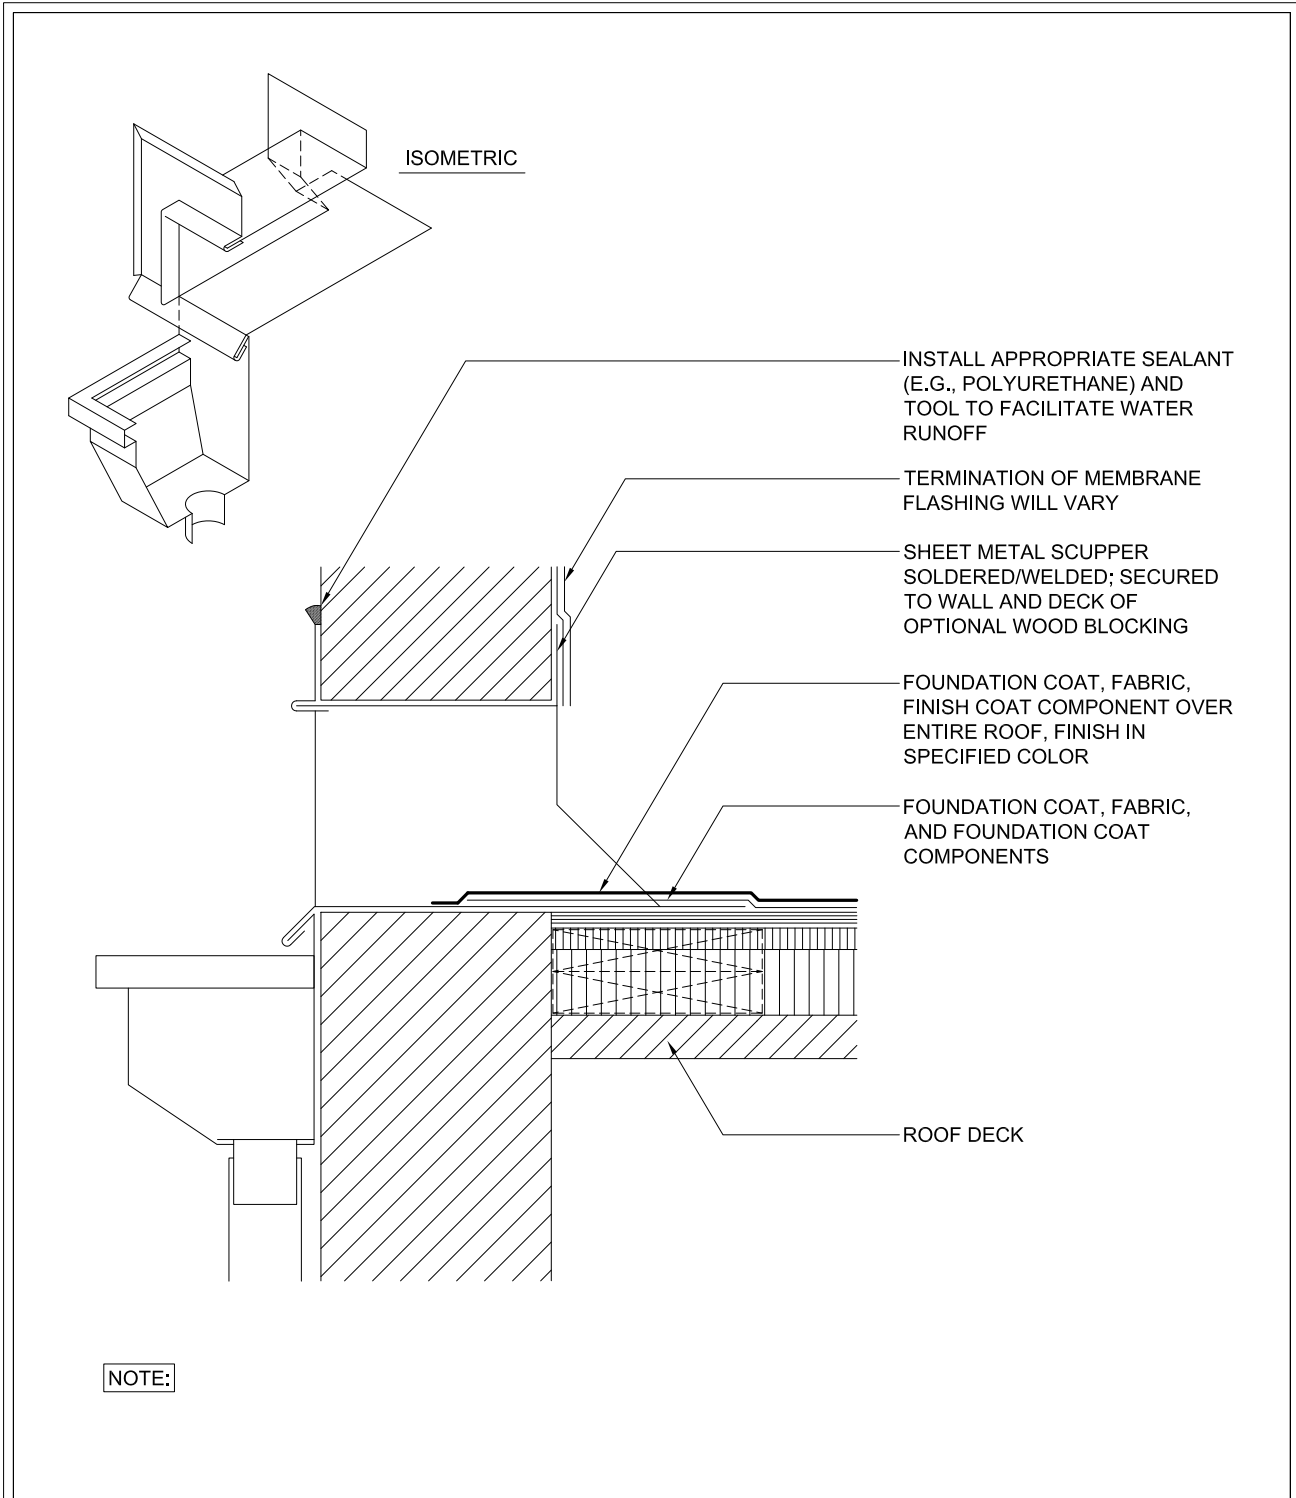 ISOMETRIC
INSTALL APPROPRIATE SEALANT
(E.G., POLYURETHANE) AND
TOOL TO FACILITATE WATER
RUNOFF
TERMINATION OF MEMBRANE
FLASHING WILL VARY
SHEET METAL SCUPPER
SOLDERED/WELDED; SECURED
TO WALL AND DECK OF
OPTIONAL WOOD BLOCKING
FOUNDATION COAT, FABRIC,
FINISH COAT COMPONENT OVER
ENTIRE ROOF, FINISH IN
SPECIFIED COLOR
FOUNDATION COAT, FABRIC,
AND FOUNDATION COAT
COMPONENTS
ROOF DECK
NOTE: